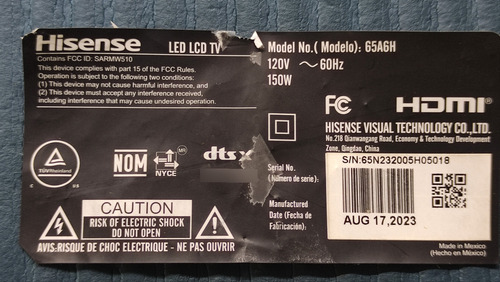 Hisense LED LCD TV
Contains FCC ID: SARMW510
This device complies with part 15 of the FCC Rules.
Operation is subject to the following two conditions:
(1) This device may not cause harmful interference, and
(2) This device must accept any interference received,
including interference that may cause undesired operation.
TÜVRheinland
C US
NOM
NYCE
MR
dts X
CAUTION
RISK OF ELECTRIC SHOCK
DO NOT OPEN
AVIS:RISQUE DE CHOC ELECTRIQUE - NE PAS OUVRIR
Model No.( Modelo): 65A6H
120V ~ 60Hz
150W
FC HDMI®
HISENSE VISUAL TECHNOLOGY CO.,LTD.
No.218 Qianwangang Road, Economy & Technology Development
Zone, Qingdao, China
Serial No.
(Número de serie):
S/N:65N232005H05018
Manufactured
Date (Fecha de
Fabricación):
AUG 17,2023
Made in Mexico
(Hecho en México)